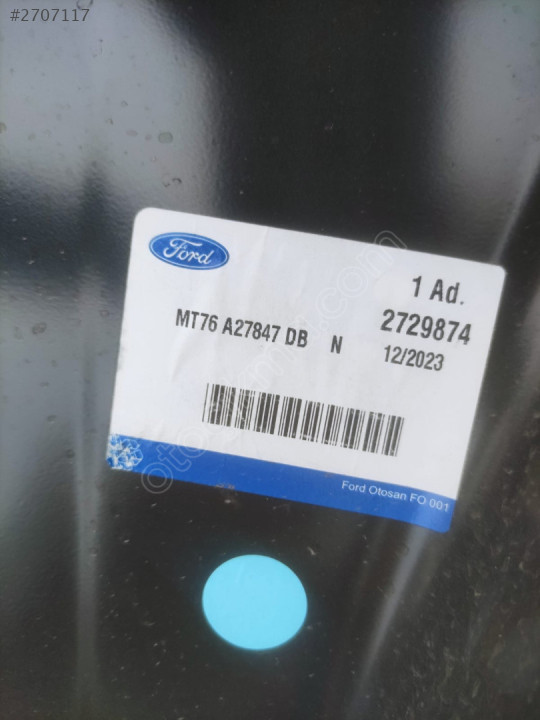 #2707117
Ford
1 Ad.
2729874
MT76 A27847 DB N
12/2023
Ford Otosan FO 001